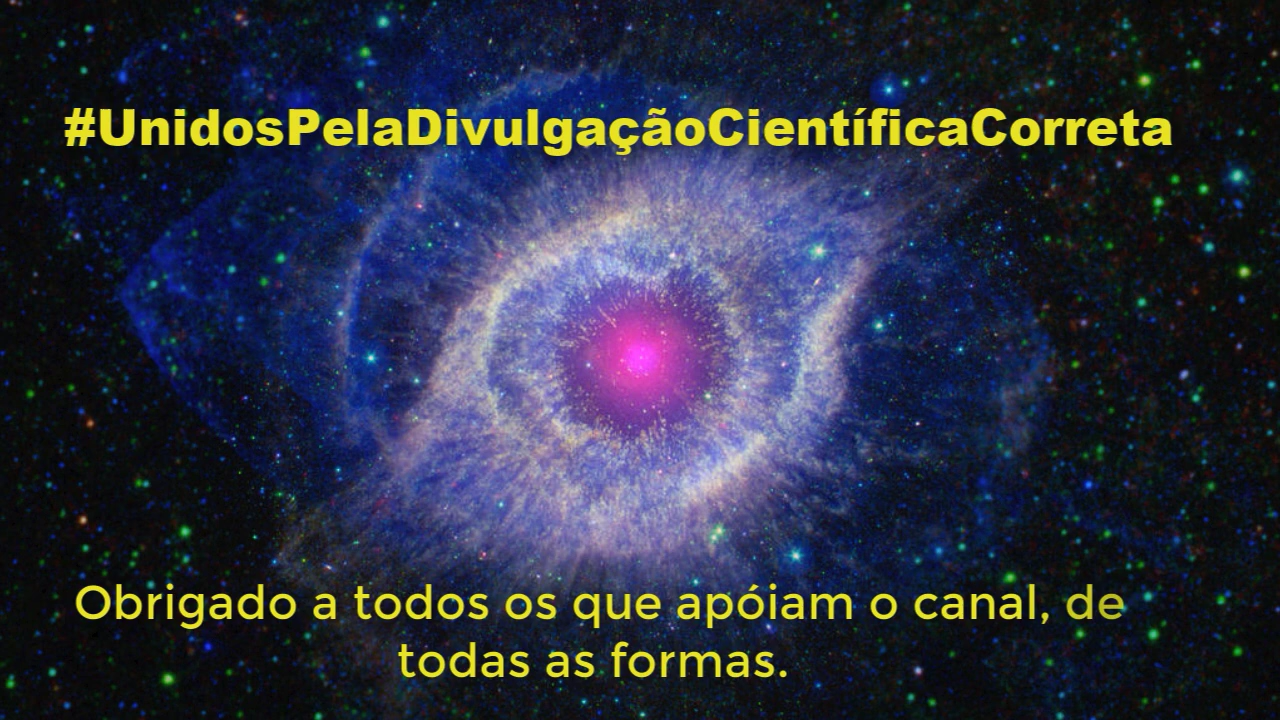 #UnidosPelaDivulgaçãoCientíficaCorreta
Obrigado a todos os que apóiam o canal, de
todas as formas.